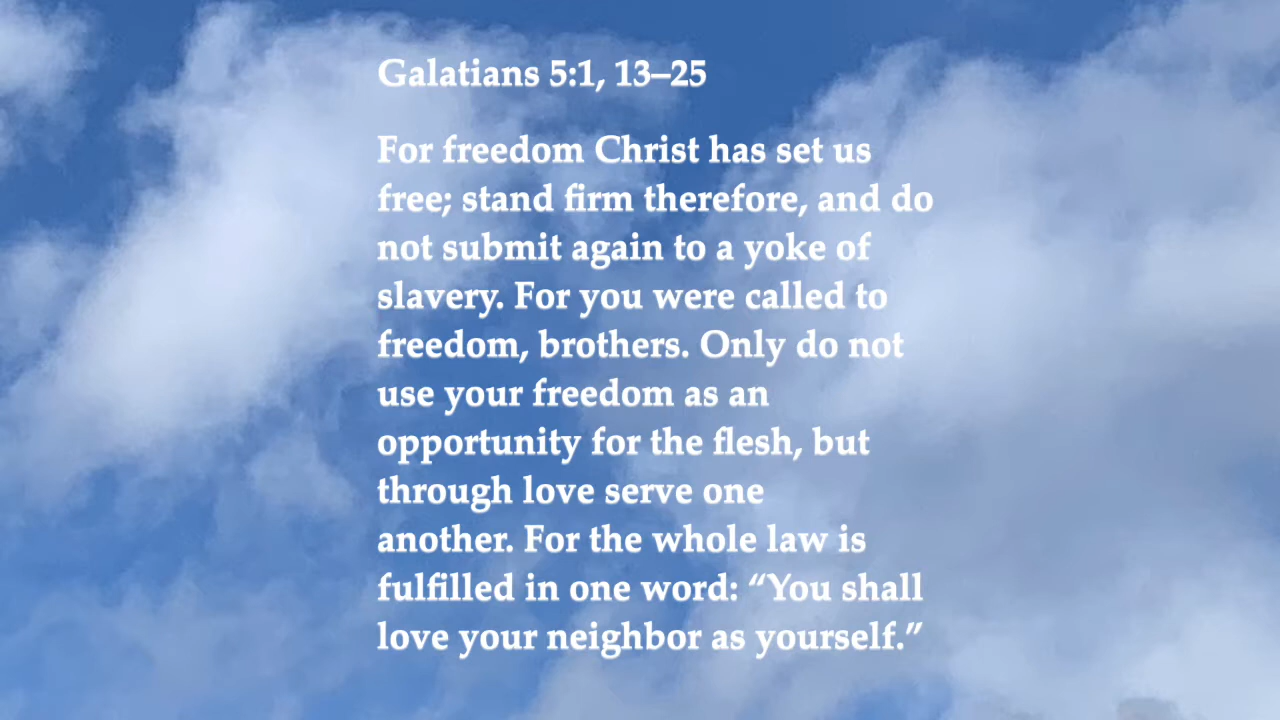 Galatians 5:1, 13–25
For freedom Christ has set us
free; stand firm therefore, and do
not submit again to a yoke of
slavery. For you were called to
freedom, brothers. Only do not
use your freedom as an
opportunity for the flesh, but
through love serve one
another. For the whole law is
fulfilled in one word: “You shall
love your neighbor as yourself.”